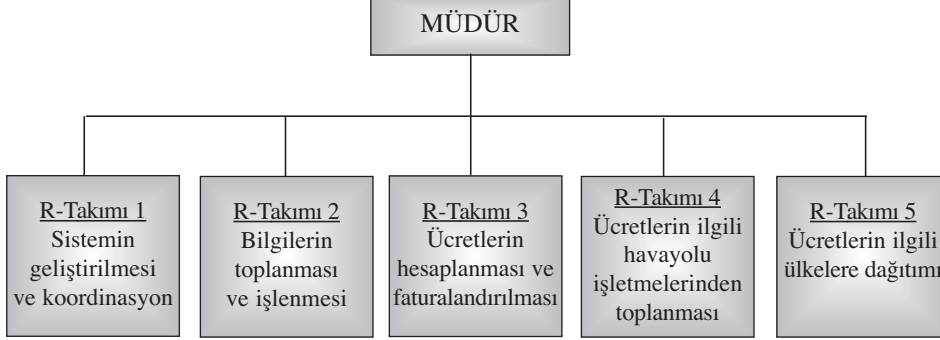 MÜDÜR
R-Takımı 1
Sistemin
geliştirilmesi
ve koordinasyon
R-Takımı 2
Bilgilerin
toplanması
ve işlenmesi
R-Takımı 3
Ücretlerin
hesaplanması ve
faturalandırılması
R-Takımı 4
Ücretlerin ilgili
havayolu
işletmelerinden
toplanması
R-Takımı 5
Ücretlerin ilgili
ülkelere dağıtımı